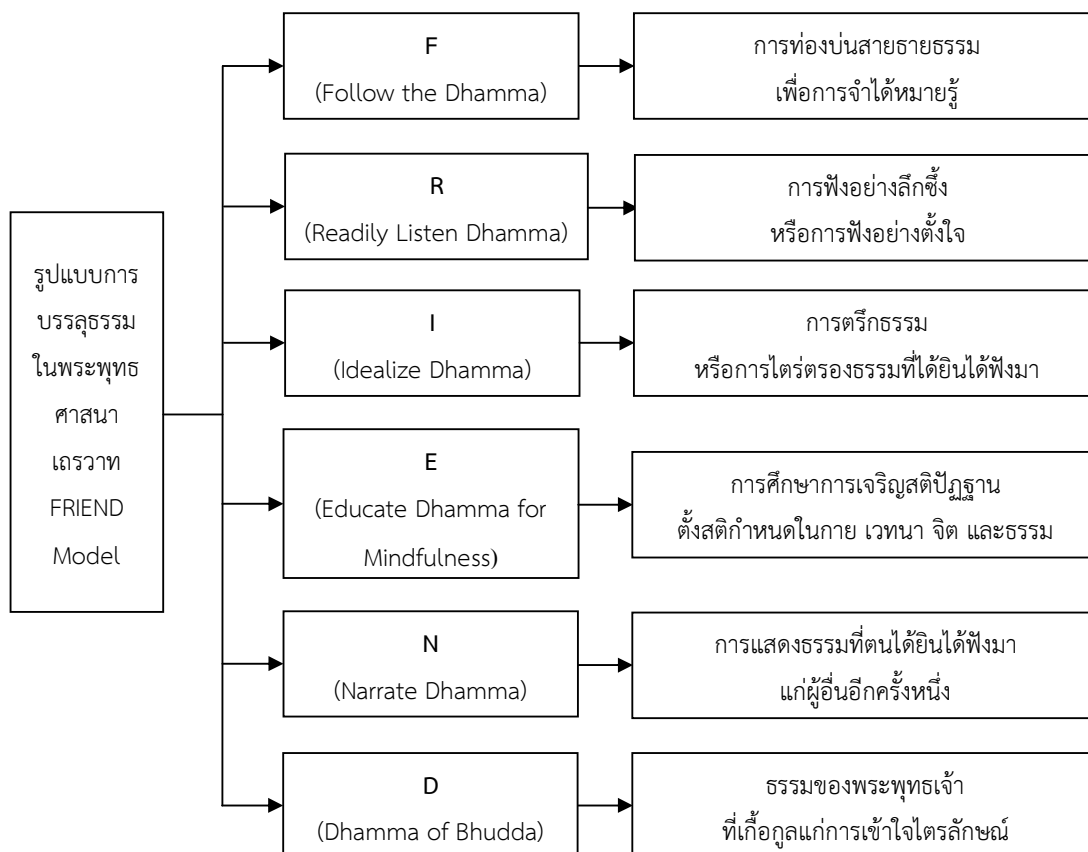 รูปแบบการ
บรรลุธรรม
ในพระพุทธ
ศาสนา
เถรวาท
FRIEND
Model
F
(Follow the Dhamma)
การท่องบ่นสายธายธรรม
เพื่อการจำได้หมายรู้
R
(Readily Listen Dhamma)
การฟังอย่างลึกซึ้ง
หรือการฟังอย่างตั้งใจ
I
(Idealize Dhamma)
การตรึกธรรม
หรือการไตร่ตรองธรรมที่ได้ยินได้ฟังมา
E
(Educate Dhamma for
Mindfulness)
การศึกษาการเจริญสติปัฏฐาน
ตั้งสติกำหนดในกาย เวทนา จิต และธรรม
N
(Narrate Dhamma)
การแสดงธรรมที่ตนได้ยินได้ฟังมา
แก่ผู้อื่นอีกครั้งหนึ่ง
D
(Dhamma of Bhudda)
ธรรมของพระพุทธเจ้า
ที่เกื้อกูลแก่การเข้าใจไตรลักษณ์